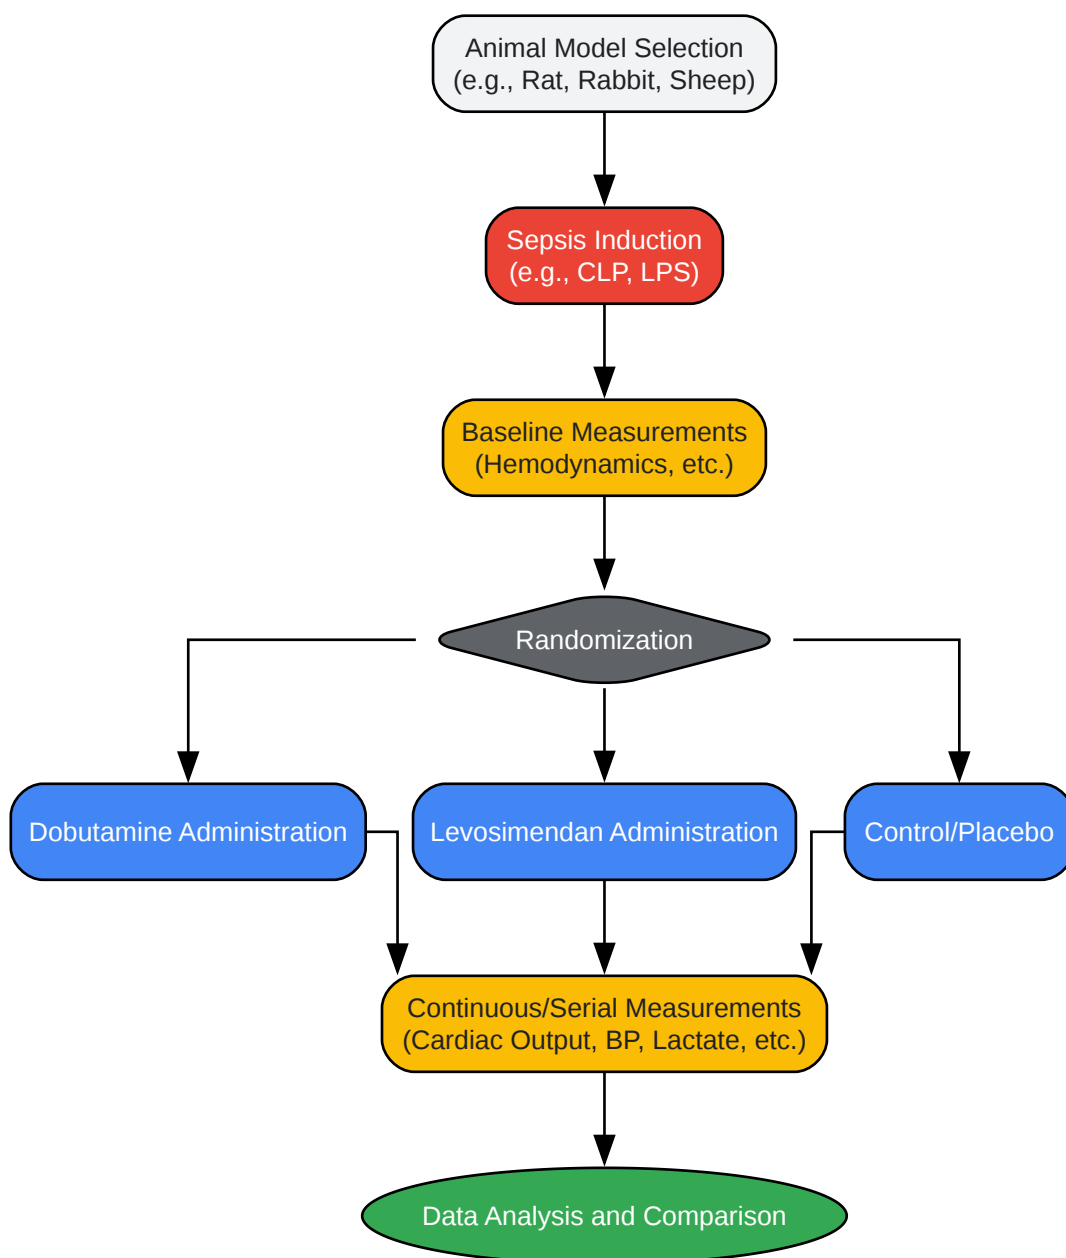 Animal Model Selection
(e.g., Rat, Rabbit, Sheep)
Sepsis Induction
(e.g., CLP, LPS)
Baseline Measurements
(Hemodynamics, etc.)
Randomization
Dobutamine Administration
Levosimendan Administration
Control/Placebo
Continuous/Serial Measurements
(Cardiac Output, BP, Lactate, etc.)
Data Analysis and Comparison